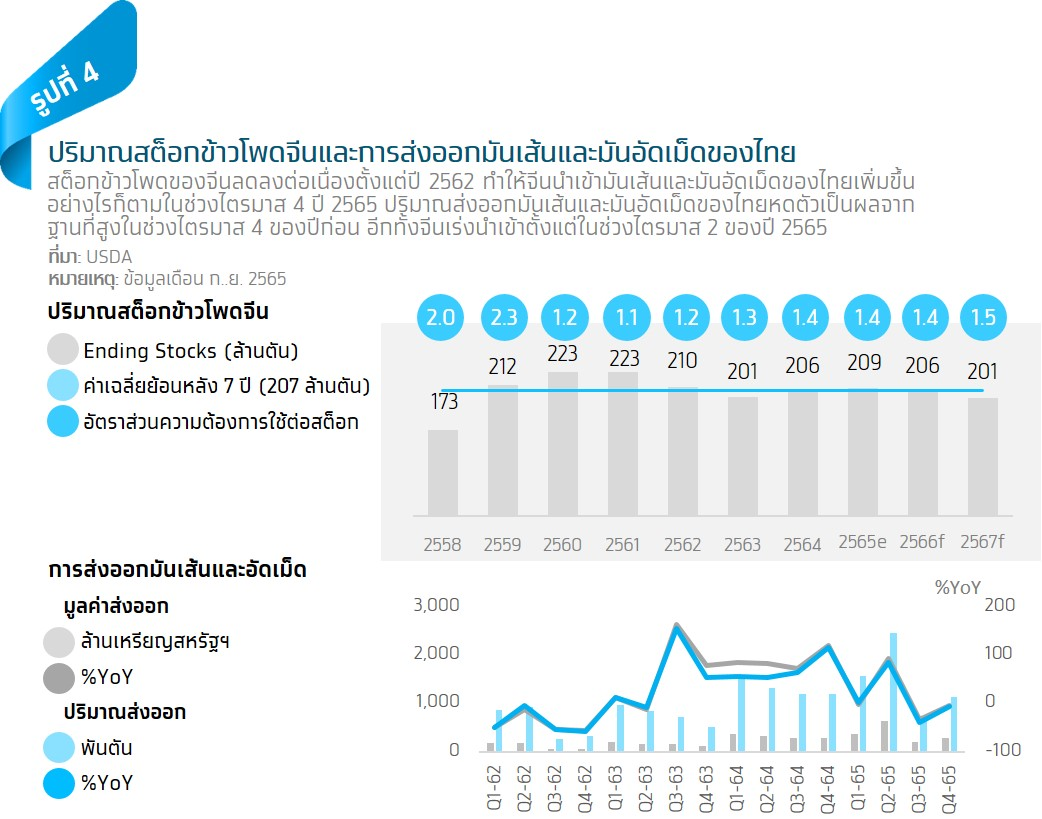 รูปที่ 4
ปริมาณสต็อกข้าวโพดจีนและการส่งออกมันเส้นและมันอัดเม็ดของไทย
สต็อกข้าวโพดของจีนลดลงต่อเนื่องตั้งแต่ปี 2562 ทำให้จีนนำเข้ามันเส้นและมันอัดเม็ดของไทยเพิ่มขึ้น
อย่างไรก็ตามในช่วงไตรมาส 4 ปี 2565 ปริมาณส่งออกมันเส้นและมันอัดเม็ดของไทยหดตัวเป็นผลจาก
ฐานที่สูงในช่วงไตรมาส 4 ของปีก่อน อีกทั้งจีนเร่งนำเข้าตั้งแต่ในช่วงไตรมาส 2 ของปี 2565
ที่มา: USDA
หมายเหตุ: ข้อมูลเดือน ก..ย. 2565
ปริมาณสต็อกข้าวโพดจีน
Ending Stocks (ล้านตัน)
ค่าเฉลี่ยย้อนหลัง 7 ปี (207 ล้านตัน)
อัตราส่วนความต้องการใช้ต่อสต็อก
2.0 2.3 1.2 1.1 1.2 1.3 1.4 1.4 1.4 1.5
173 212 223 223 210 201 206 209 206 201
2558 2559 2560 2561 2562 2563 2564 2565e 2566f 2567f
การส่งออกมันเส้นและอัดเม็ด
มูลค่าส่งออก
ล้านเหรียญสหรัฐฯ
%YoY
ปริมาณส่งออก
พันตัน
%YoY
%YoY
3,000 200
2,000 100
1,000 0
0 -100
Q1-62 Q2-62 Q3-62 Q4-62 Q1-63 Q2-63 Q3-63 Q4-63 Q1-64 Q2-64 Q3-64 Q4-64 Q1-65 Q2-65 Q3-65 Q4-65